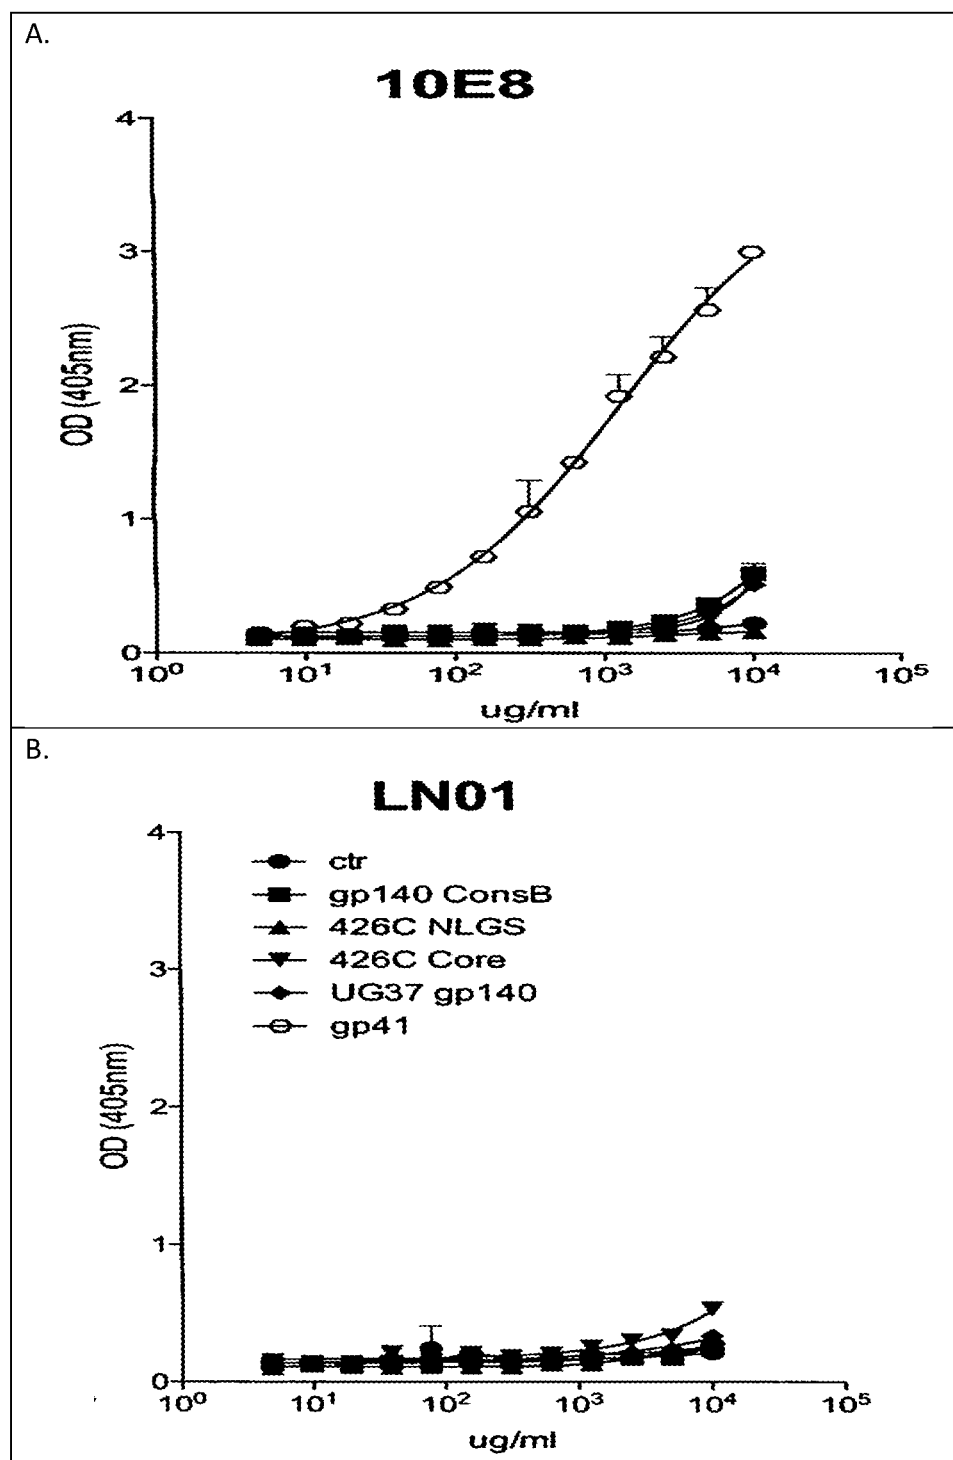 A.
10E8
4
3
2
1
0
OD (405nm)
10⁰ 10¹ 10² 10³ 10⁴ 10⁵
ug/ml
B.
LN01
4
3
2
1
0
OD (405nm)
ctr
gp140 ConsB
426C NLGS
426C Core
UG37 gp140
gp41
10⁰ 10¹ 10² 10³ 10⁴ 10⁵
ug/ml